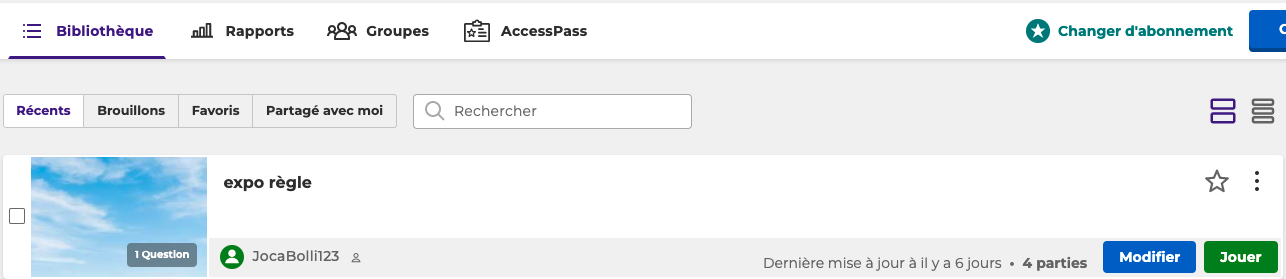 Bibliothèque Rapports Groupes AccessPass Changer d'abonnement
Récents Brouillons Favoris Partagé avec moi Rechercher
expo règle
1 Question
JocaBolli123
Dernière mise à jour à il y a 6 jours • 4 parties Modifier Jouer